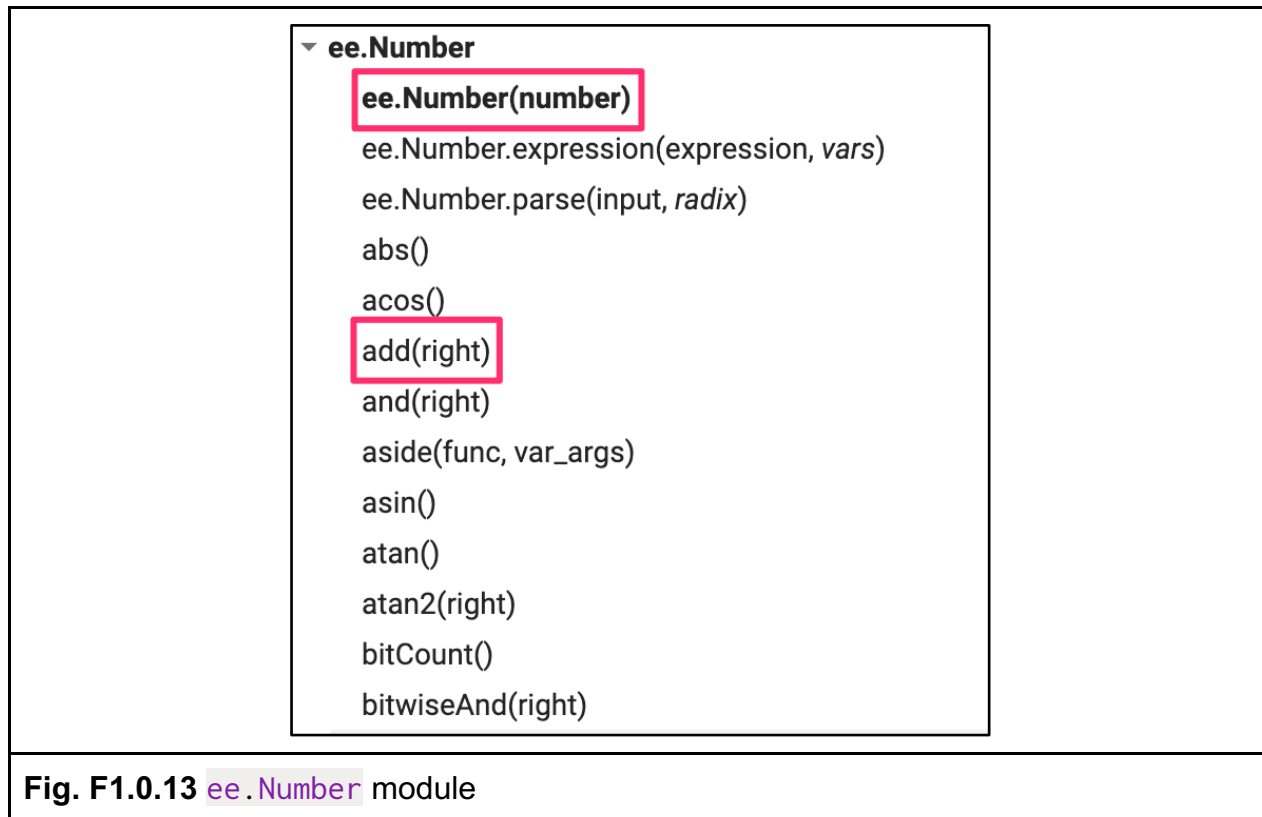 ee.Number
ee.Number(number)
ee.Number.expression(expression, vars)
ee.Number.parse(input, radix)
abs()
acos()
add(right)
and(right)
aside(func, var_args)
asin()
atan()
atan2(right)
bitCount()
bitwiseAnd(right)
Fig. F1.0.13 ee.Number module